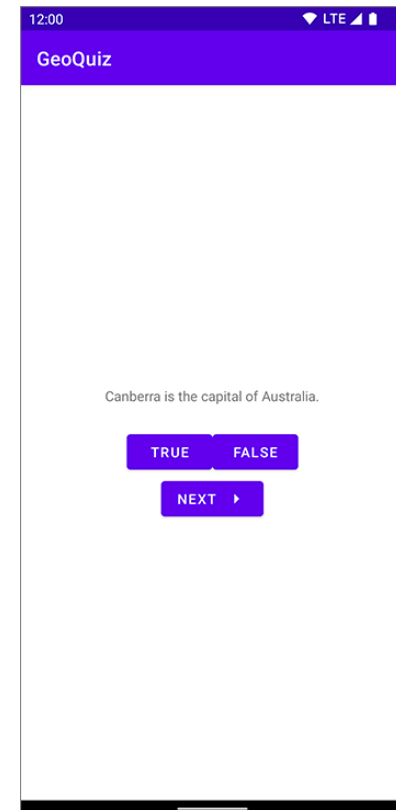 12:00 LTE
GeoQuiz
Canberra is the capital of Australia.
TRUE FALSE
NEXT